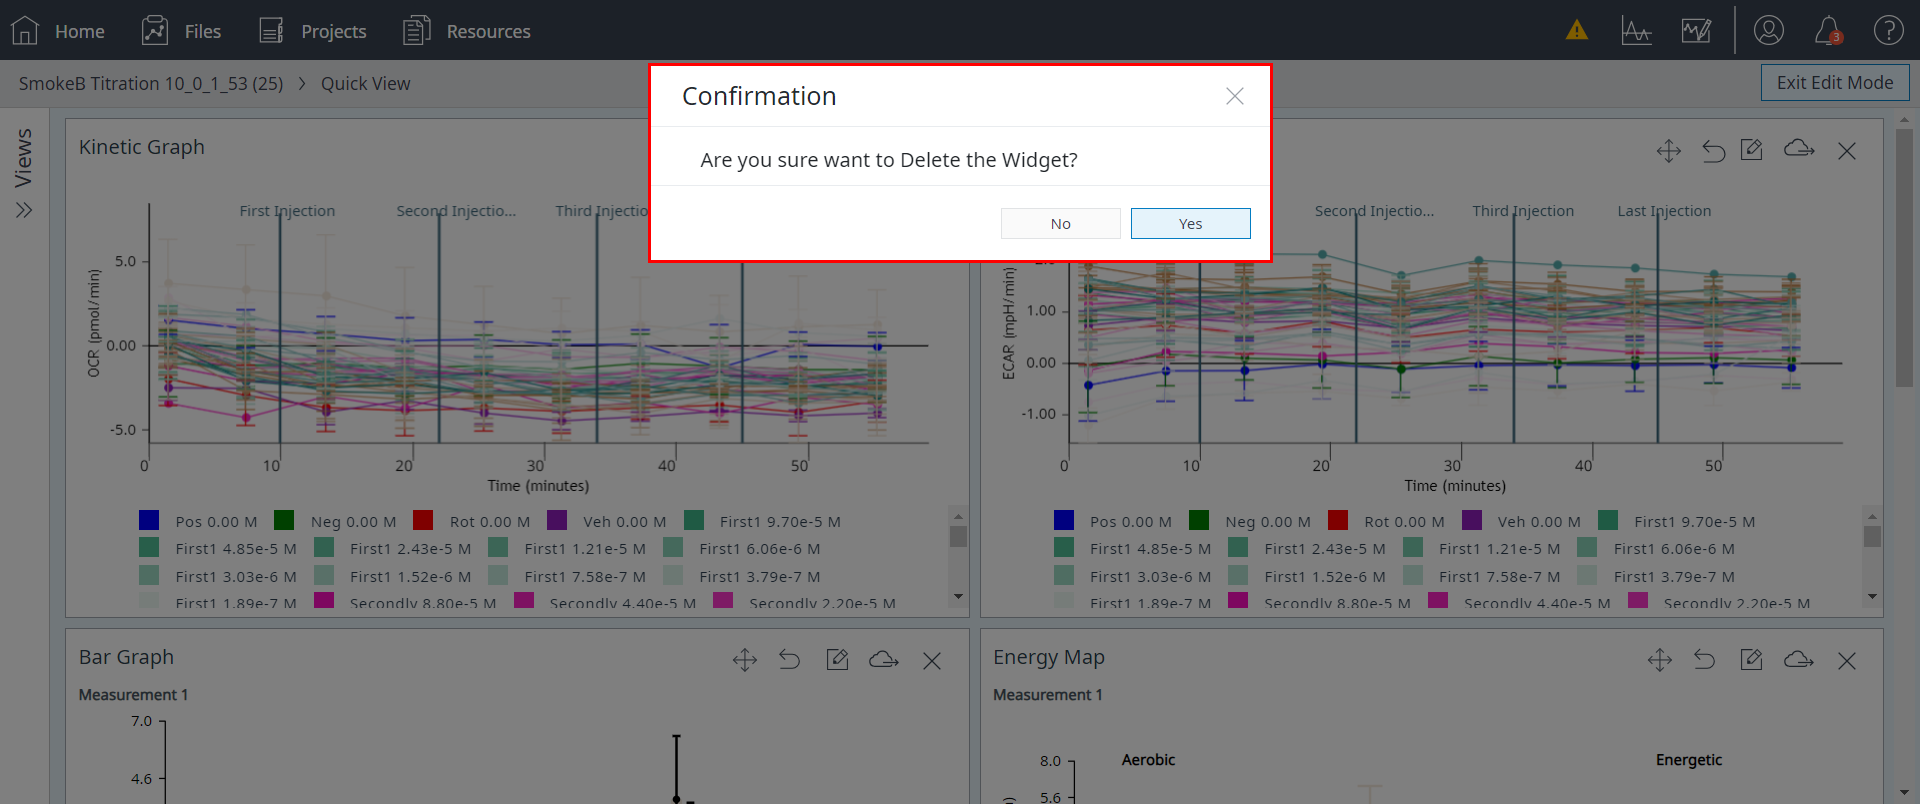 Home Files Projects Resources 3
SmokeB Titration 10_0_1_53 (25) Quick View Exit Edit Mode
Views
Confirmation
Are you sure want to Delete the Widget?
No Yes
Kinetic Graph
First Injection Second Injectio... Third Injectio
5.0
0.00
-5.0
OCR (pmol/min)
0 10 20 30 40 50
Time (minutes)
Pos 0.00 M Neg 0.00 M Rot 0.00 M Veh 0.00 M First1 9.70e-5 M
First1 4.85e-5 M First1 2.43e-5 M First1 1.21e-5 M First1 6.06e-6 M
First1 3.03e-6 M First1 1.52e-6 M First1 7.58e-7 M First1 3.79e-7 M
First1 1.89e-7 M Secondly 8.80e-5 M Secondly 4.40e-5 M Secondly 2.20e-5 M
Second Injectio... Third Injection Last Injection
1.00
0.00
-1.00
ECAR (mpH/min)
0 10 20 30 40 50
Time (minutes)
Pos 0.00 M Neg 0.00 M Rot 0.00 M Veh 0.00 M First1 9.70e-5 M
First1 4.85e-5 M First1 2.43e-5 M First1 1.21e-5 M First1 6.06e-6 M
First1 3.03e-6 M First1 1.52e-6 M First1 7.58e-7 M First1 3.79e-7 M
First1 1.89e-7 M Secondly 8.80e-5 M Secondly 4.40e-5 M Secondly 2.20e-5 M
Bar Graph
Measurement 1
7.0
4.6
Energy Map
Measurement 1
8.0 Aerobic Energetic
5.6